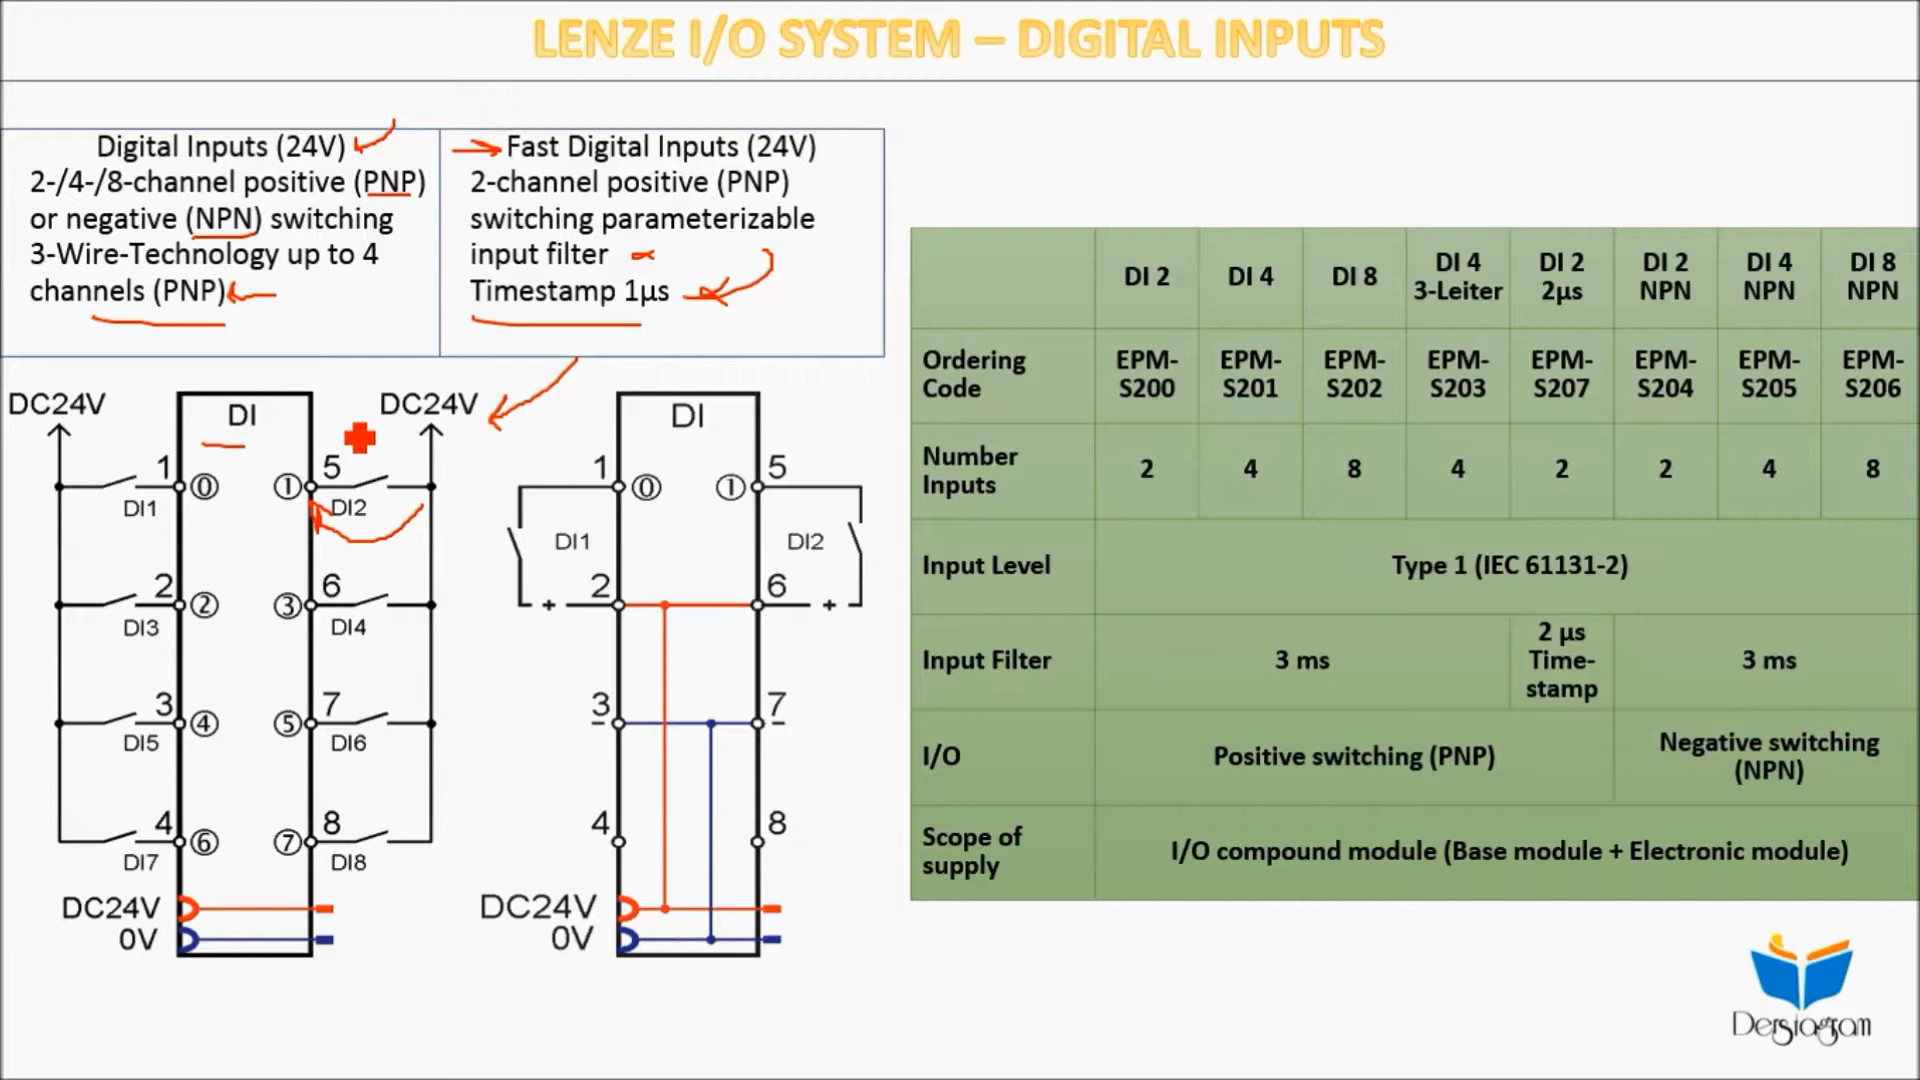 LENZE I/O SYSTEM – DIGITAL INPUTS
Digital Inputs (24V)
2-/4-/8-channel positive (PNP)
or negative (NPN) switching
3-Wire-Technology up to 4
channels (PNP)
Fast Digital Inputs (24V)
2-channel positive (PNP)
switching parameterizable
input filter
Timestamp 1µs
DC24V
DI
DC24V
1
0
1
5
DI1
DI2
2
2
3
6
DI3
DI4
3
4
5
7
DI5
DI6
4
6
7
8
DI7
DI8
DC24V
0V
DI
1
0
1
5
DI1
DI2
2
6
+
+
3
7
–
–
4
8
DC24V
0V
DI 2
DI 4
DI 8
DI 4
3-Leiter
DI 2
2µs
DI 2
NPN
DI 4
NPN
DI 8
NPN
Ordering
Code
EPM-
S200
EPM-
S201
EPM-
S202
EPM-
S203
EPM-
S207
EPM-
S204
EPM-
S205
EPM-
S206
Number
Inputs
2
4
8
4
2
2
4
8
Input Level
Type 1 (IEC 61131-2)
Input Filter
3 ms
2 µs
Time-
stamp
3 ms
I/O
Positive switching (PNP)
Negative switching
(NPN)
Scope of
supply
I/O compound module (Base module + Electronic module)
Dersiagram